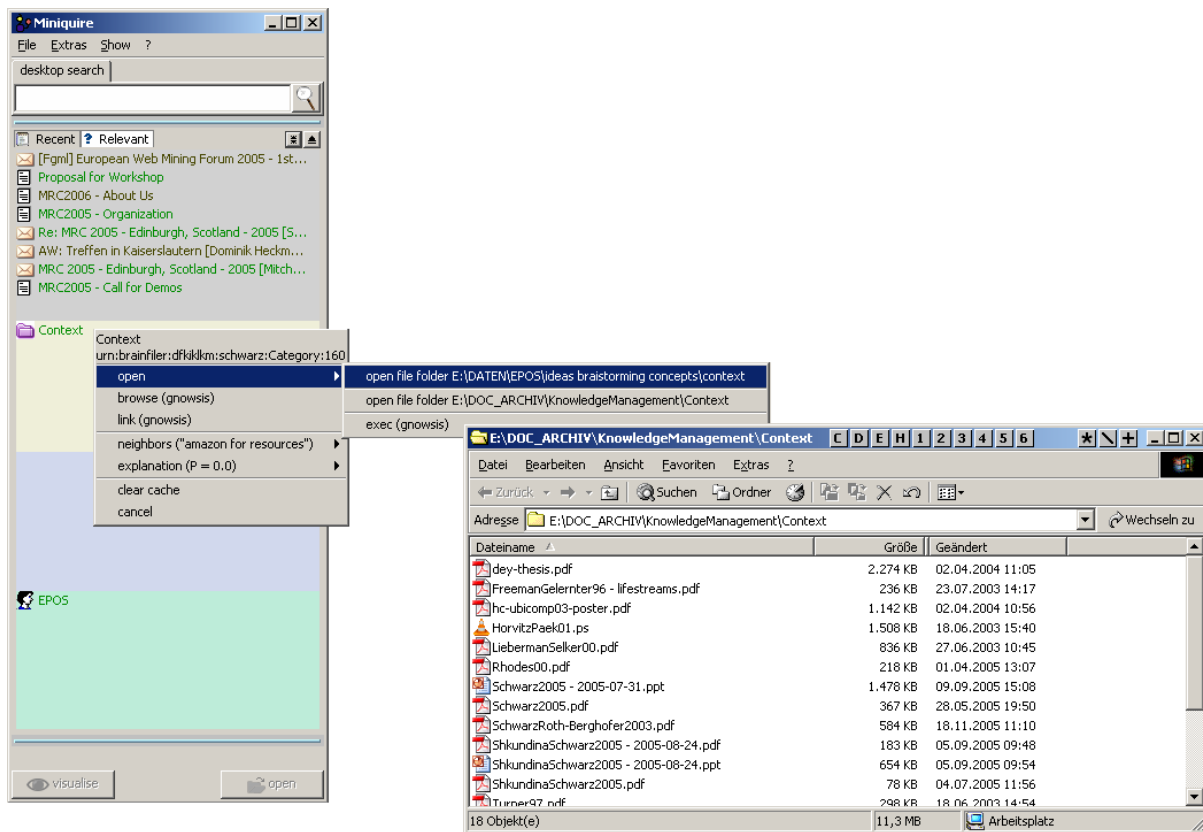 Miniquire
File Extras Show ?
desktop search
Recent ? Relevant
[Fgml] European Web Mining Forum 2005 - 1st...
Proposal for Workshop
MRC2006 - About Us
MRC2005 - Organization
Re: MRC 2005 - Edinburgh, Scotland - 2005 [S...
AW: Treffen in Kaiserslautern [Dominik Heckm...
MRC 2005 - Edinburgh, Scotland - 2005 [Mitch...
MRC2005 - Call for Demos
Context
Context
urn:brainfiler:dfkiklkm:schwarz:Category:160
open
browse (gnowsis)
link (gnowsis)
neighbors ("amazon for resources")
explanation (P = 0.0)
clear cache
cancel
open file folder E:\DATEN\EPOS\ideas braistorming concepts\context
open file folder E:\DOC_ARCHIV\KnowledgeManagement\Context
exec (gnowsis)
EPOS
visualise open
E:\DOC_ARCHIV\KnowledgeManagement\Context C D E H 1 2 3 4 5 6
Datei Bearbeiten Ansicht Favoriten Extras ?
Zurück Suchen Ordner
Adresse E:\DOC_ARCHIV\KnowledgeManagement\Context Wechseln zu
Dateiname Größe Geändert
dey-thesis.pdf 2.274 KB 02.04.2004 11:05
FreemanGelernter96 - lifestreams.pdf 236 KB 23.07.2003 14:17
hc-ubicomp03-poster.pdf 1.142 KB 02.04.2004 10:56
HorvitzPaek01.ps 1.508 KB 18.06.2003 15:40
LiebermanSelker00.pdf 836 KB 27.06.2003 10:45
Rhodes00.pdf 218 KB 01.04.2005 13:07
Schwarz2005 - 2005-07-31.ppt 1.478 KB 09.09.2005 15:08
Schwarz2005.pdf 367 KB 28.05.2005 19:50
SchwarzRoth-Berghofer2003.pdf 584 KB 18.11.2005 11:10
ShkundinaSchwarz2005 - 2005-08-24.pdf 183 KB 05.09.2005 09:48
ShkundinaSchwarz2005 - 2005-08-24.ppt 654 KB 05.09.2005 09:54
ShkundinaSchwarz2005.pdf 78 KB 04.07.2005 11:56
Turner97.pdf 298 KB 18.06.2003 14:54
18 Objekt(e) 11,3 MB Arbeitsplatz